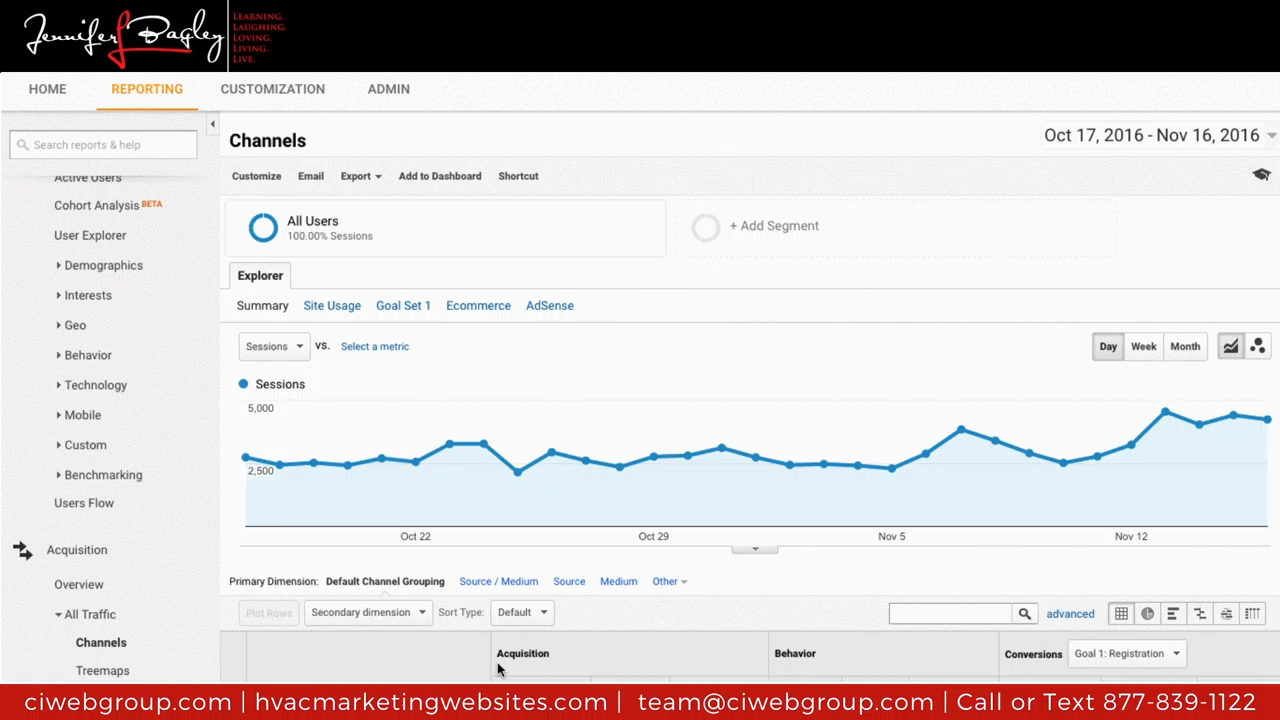 Jennifer Bagley
LEARNING.
LAUGHING.
LOVING.
LIVING.
LIVE.
HOME REPORTING CUSTOMIZATION ADMIN
Search reports & help
Active Users
Cohort Analysis BETA
User Explorer
Demographics
Interests
Geo
Behavior
Technology
Mobile
Custom
Benchmarking
Users Flow
Acquisition
Overview
All Traffic
Channels
Treemaps
Channels
Oct 17, 2016 - Nov 16, 2016
Customize Email Export Add to Dashboard Shortcut
All Users
100.00% Sessions
+ Add Segment
Explorer
Summary Site Usage Goal Set 1 Ecommerce AdSense
Sessions VS. Select a metric
Day Week Month
Sessions
5,000
2,500
Oct 22 Oct 29 Nov 5 Nov 12
Primary Dimension: Default Channel Grouping Source / Medium Source Medium Other
Plot Rows Secondary dimension Sort Type: Default
advanced
Acquisition Behavior Conversions Goal 1: Registration
ciwebgroup.com | hvacmarketingwebsites.com | team@ciwebgroup.com | Call or Text 877-839-1122